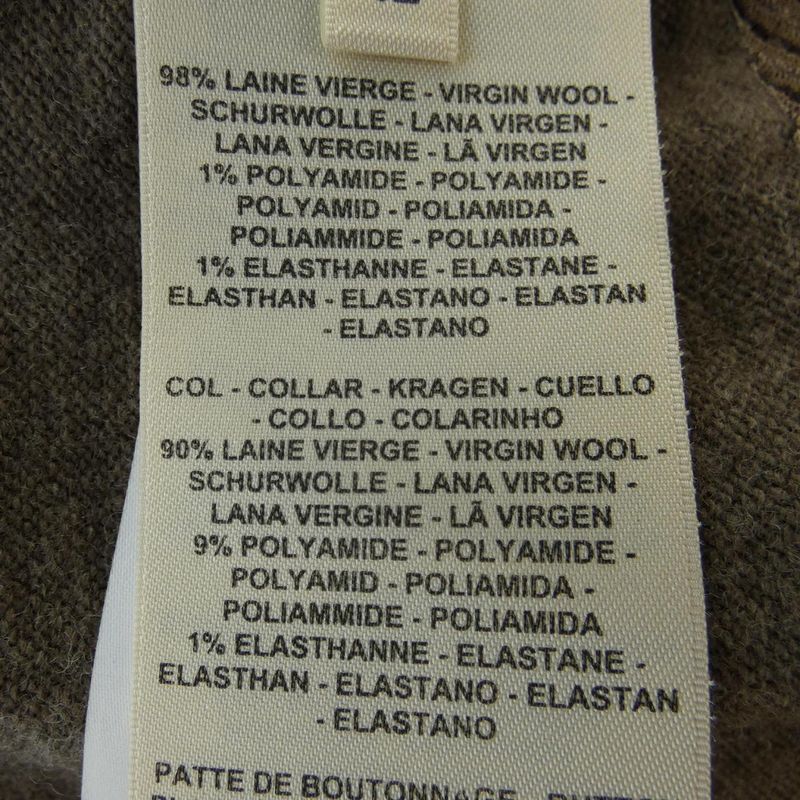 98% LAINE VIERGE - VIRGIN WOOL -
SCHURWOLLE - LANA VIRGEN -
LANA VERGINE - LÃ VIRGEN
1% POLYAMIDE - POLYAMIDE -
POLYAMID - POLIAMIDA -
POLIAMMIDE - POLIAMIDA
1% ELASTHANNE - ELASTANE -
ELASTHAN - ELASTANO - ELASTAN
- ELASTANO
COL - COLLAR - KRAGEN - CUELLO
- COLLO - COLARINHO
90% LAINE VIERGE - VIRGIN WOOL -
SCHURWOLLE - LANA VIRGEN -
LANA VERGINE - LÃ VIRGEN
9% POLYAMIDE - POLYAMIDE -
POLYAMID - POLIAMIDA -
POLIAMMIDE - POLIAMIDA
1% ELASTHANNE - ELASTANE -
ELASTHAN - ELASTANO - ELASTAN
- ELASTANO
PATTE DE BOUTONNAGE -